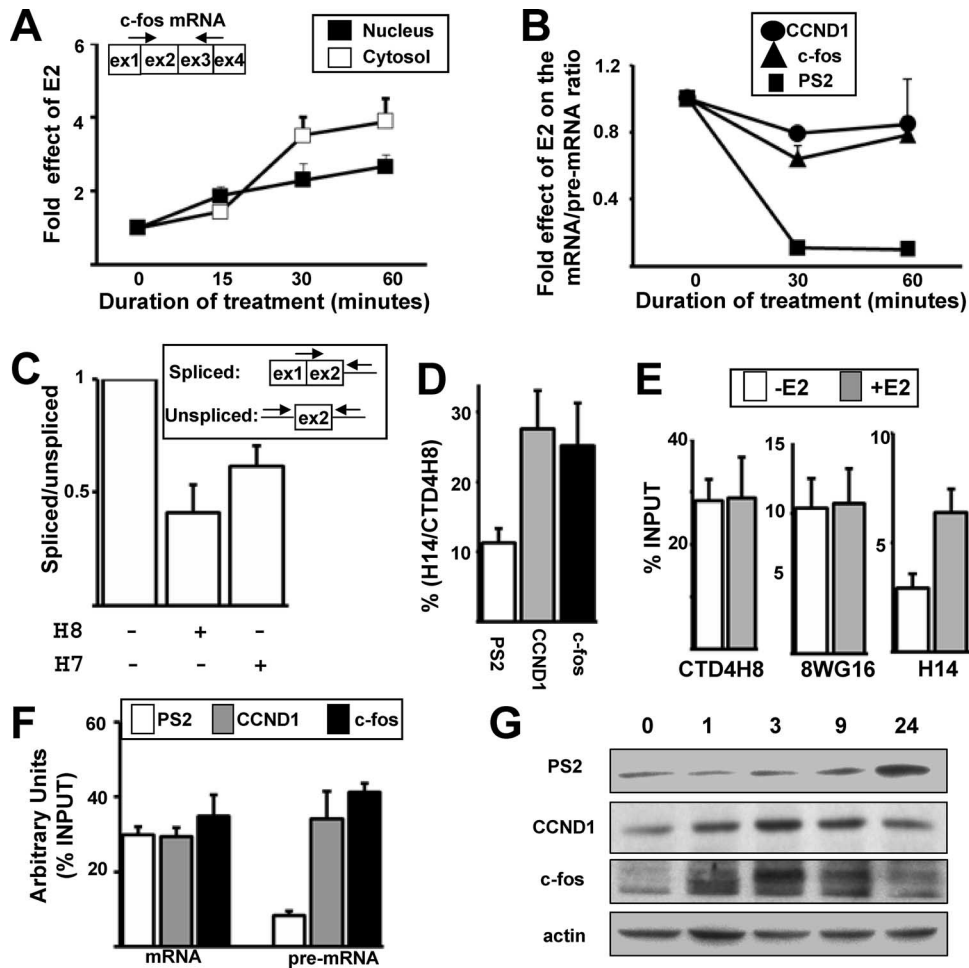 A
c-fos mRNA
ex1 ex2 ex3 ex4
Nucleus
Cytosol
Fold effect of E2
6
4
2
0 15 30 60
Duration of treatment (minutes)
B
CCND1
c-fos
PS2
Fold effect of E2 on the
mRNA/pre-mRNA ratio
1.2
0.8
0.4
0 30 60
Duration of treatment (minutes)
C
Spliced: ex1 ex2
Unspliced: ex2
Spliced/unspliced
1
0.5
H8 - + -
H7 - - +
D
% (H14/CTD4H8)
30
20
10
PS2 CCND1 c-fos
E
-E2 +E2
% INPUT
40
20
15
10
5
10
5
CTD4H8 8WG16 H14
F
PS2 CCND1 c-fos
Arbitrary Units
(% INPUT)
60
40
20
mRNA pre-mRNA
G
0 1 3 9 24
PS2
CCND1
c-fos
actin